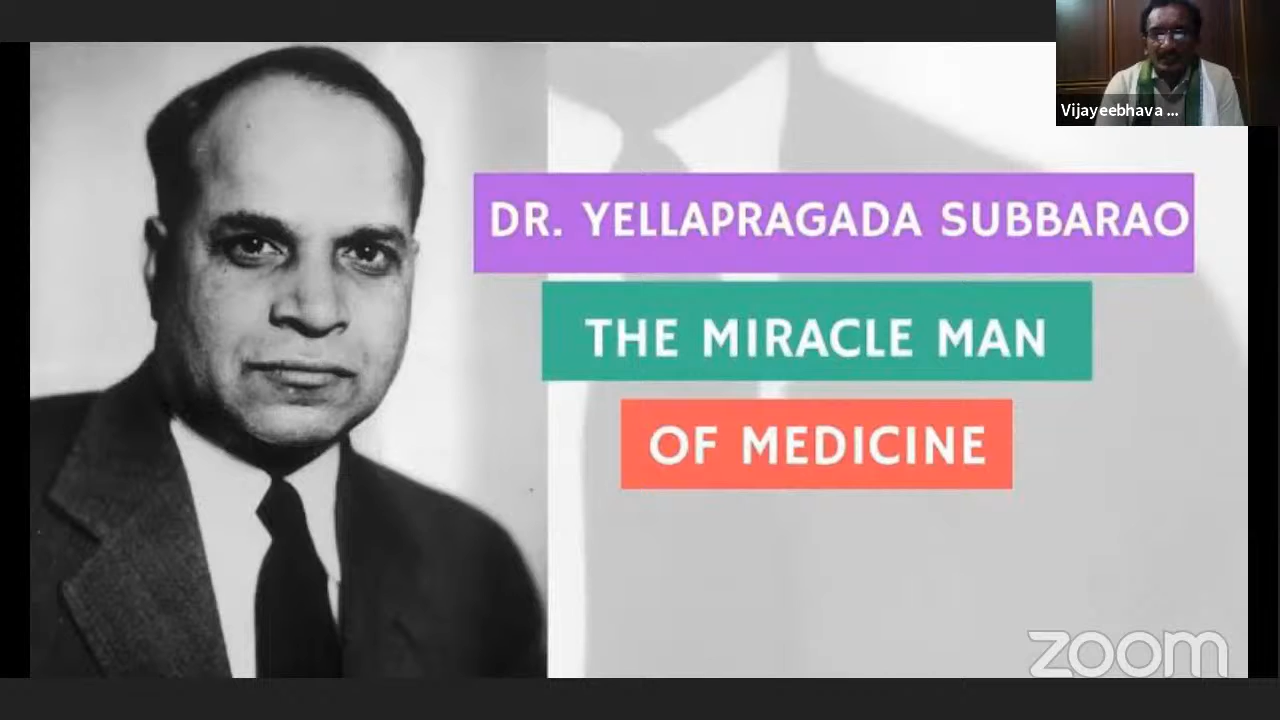 Vijayeebhava ...
DR. YELLAPRAGADA SUBBARAO
THE MIRACLE MAN
OF MEDICINE
zoom